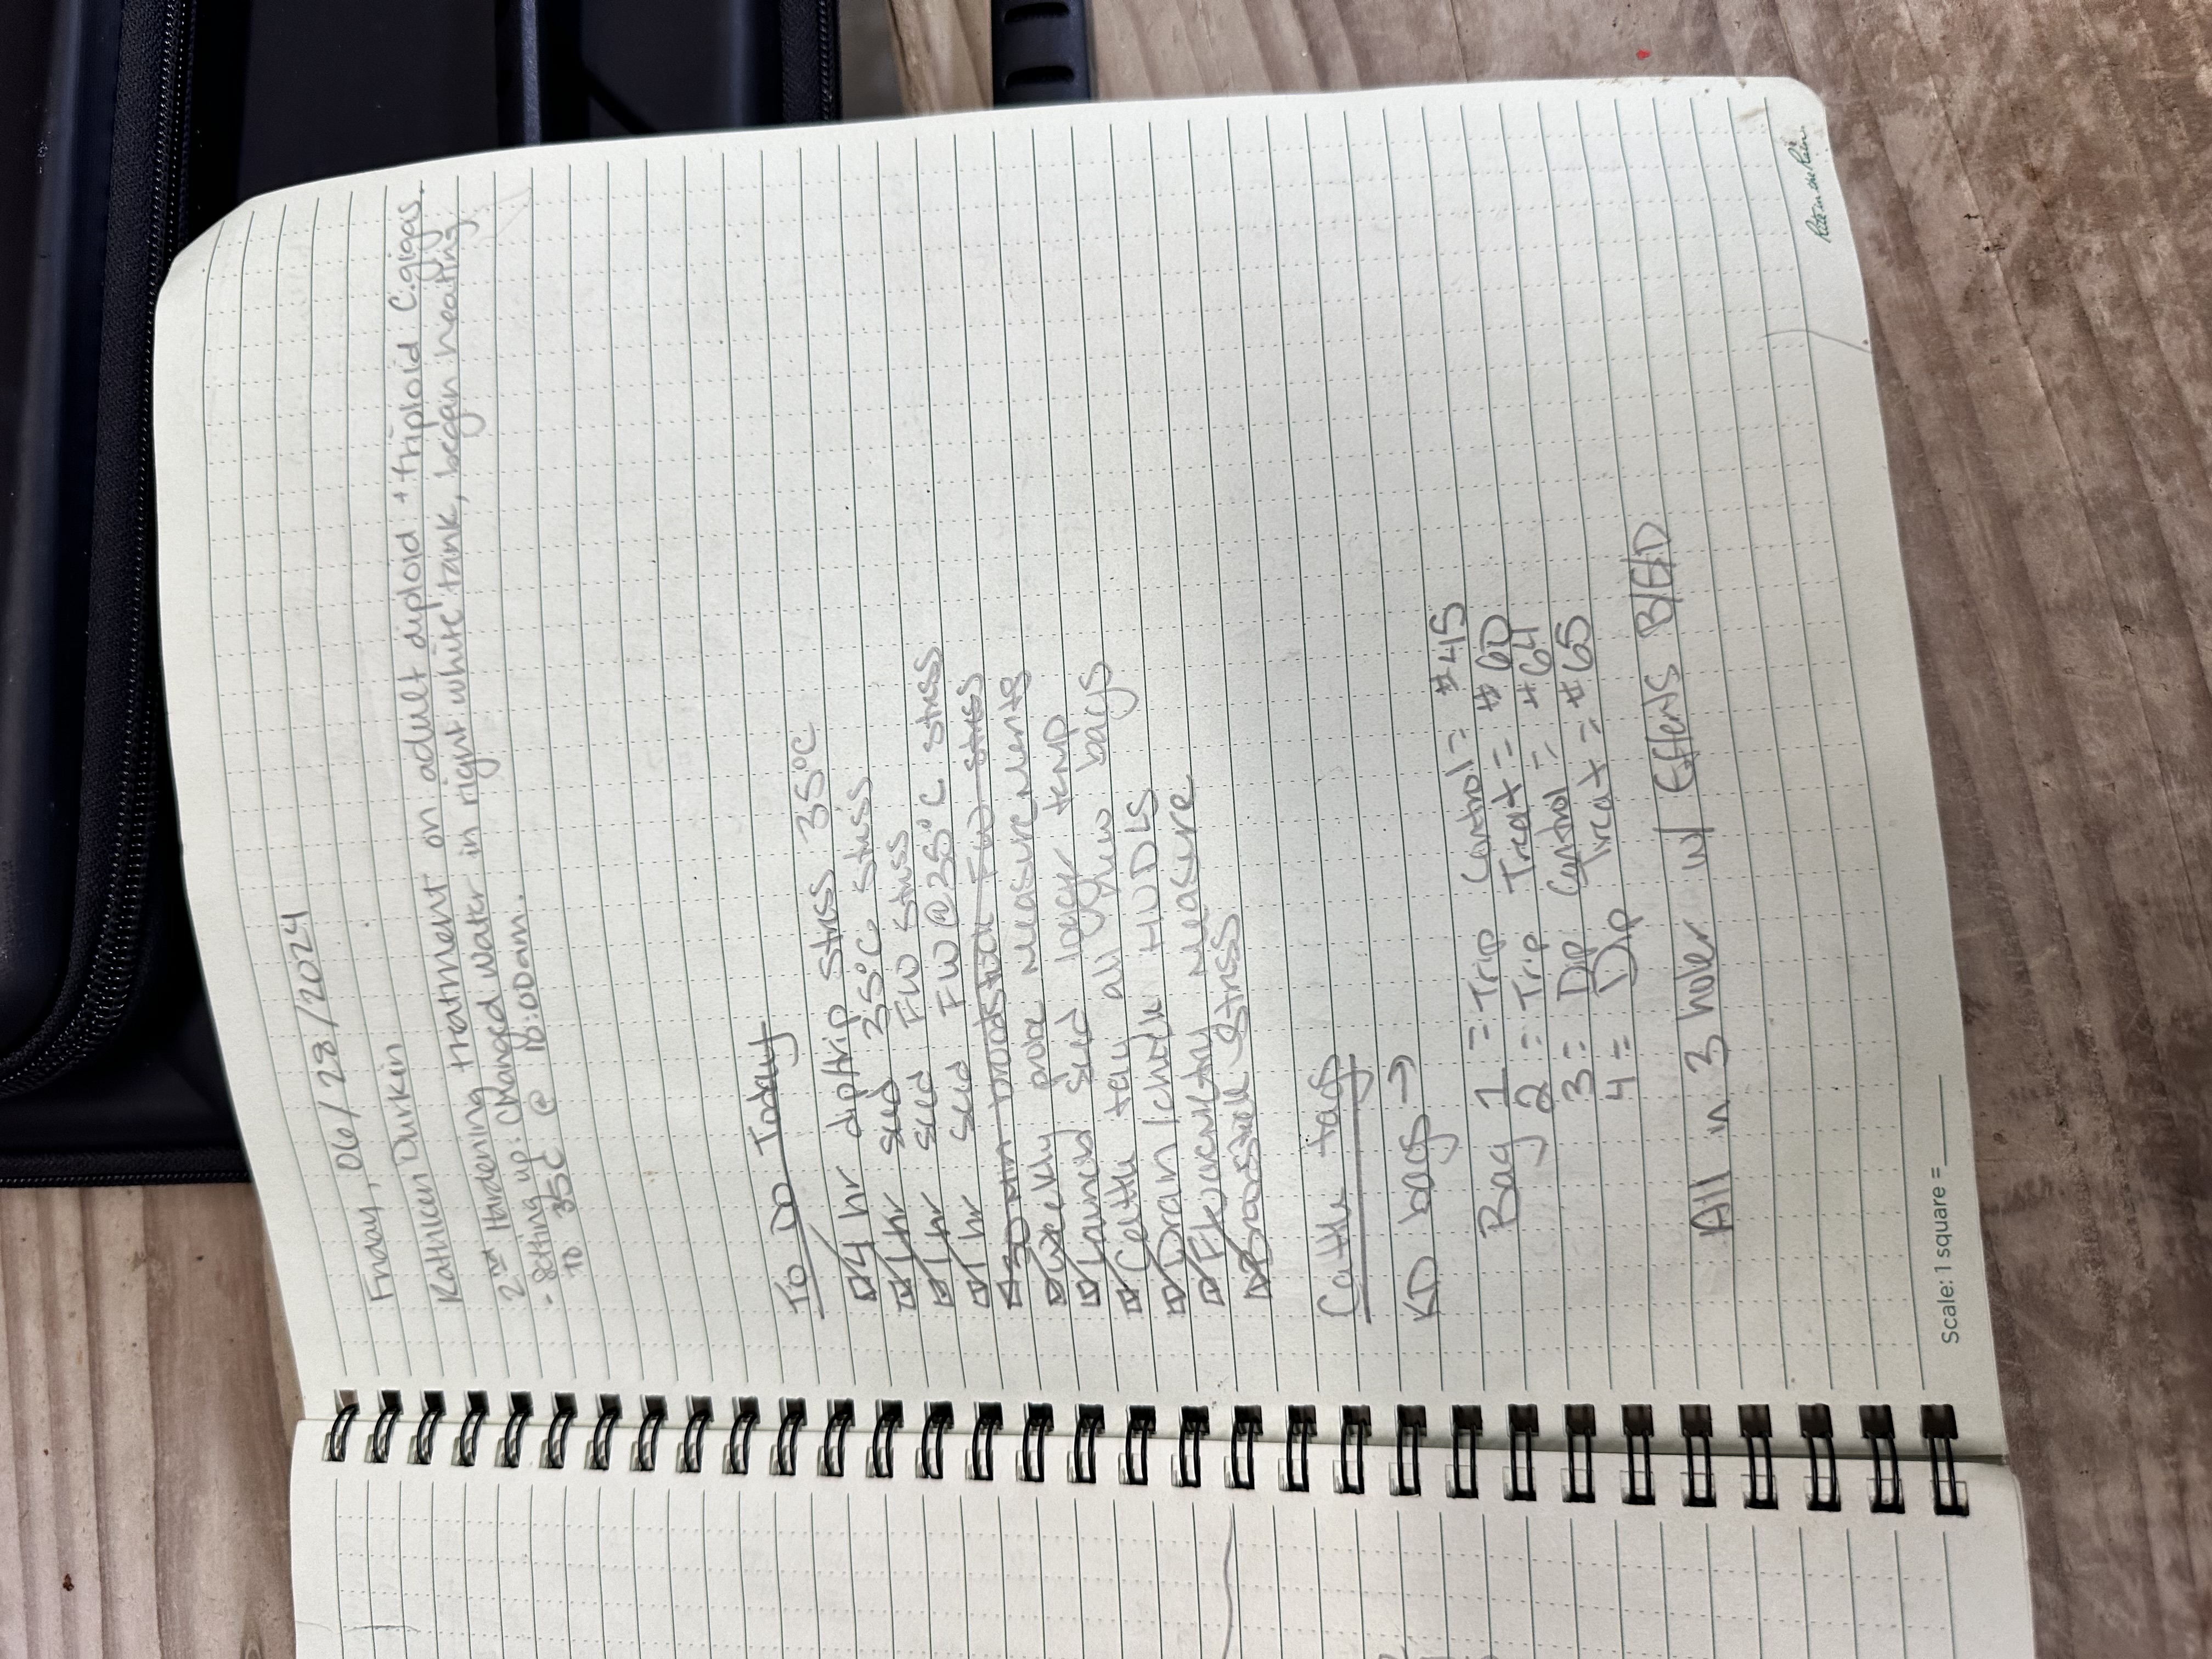 Friday, 06/28/2024
Kathleen Durkin
2nd Hardening treatment on adult diploid + triploid C.gigas.
- Setting up: Changed water in right white tank, began heating
to 35C @ 10:00am.
To Do Today
4 hr dip/trip stress 35°C
1 hr seed 35°C stress
1 hr seed FW stress
1 hr seed FW @ 35°C stress
30 min broodstock FW stress
Weekly probe measurements
Launch seed logger temp
Cattle tag all new bags
Drain/check HUDLS
Fluorometry measure
Broodstock stress
Cattle tags
KD bags →
Bag 1 = Trip Control = #45
2 = Trip Treat = #60
3 = Dip Control = #64
4 = Dip Treat = #65
All in 3 holer w/ Effects B/E/D
Rite in the Rain
Scale: 1 square =